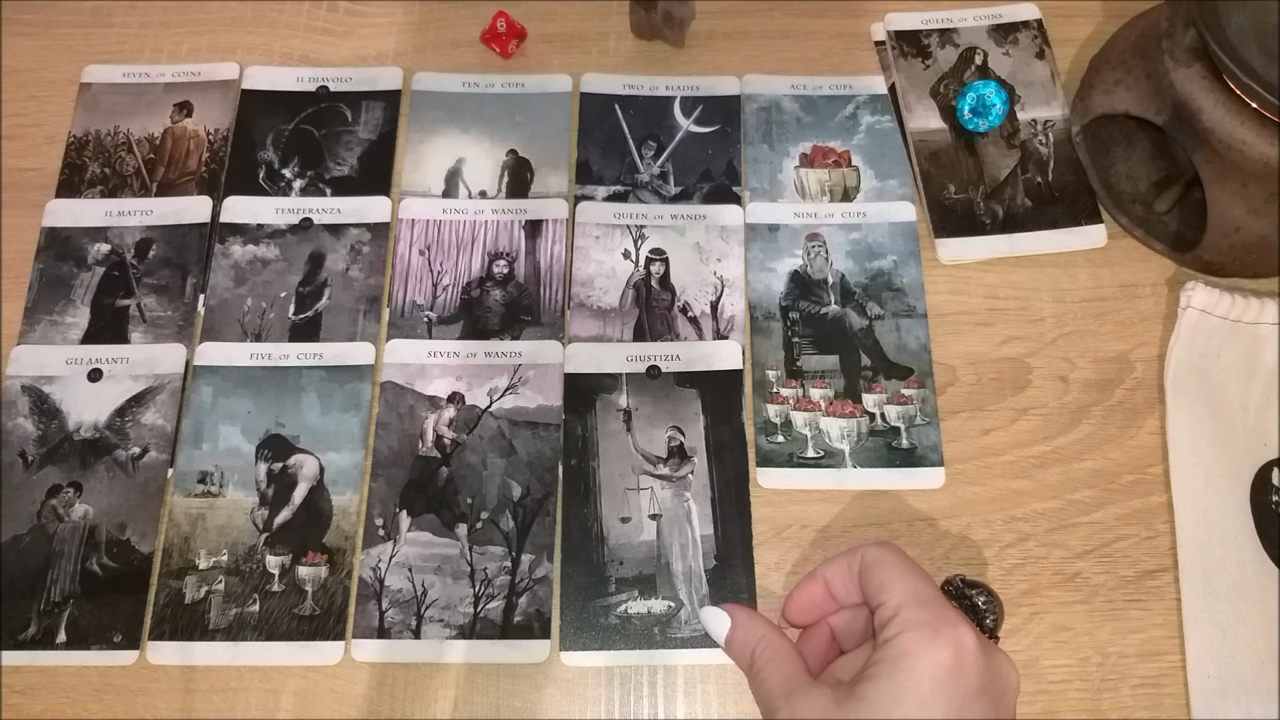 SEVEN OF COINS
IL DIAVOLO
TEN OF CUPS
TWO OF BLADES
ACE OF CUPS
QUEEN OF COINS
IL MATTO
TEMPERANZA
KING OF WANDS
QUEEN OF WANDS
NINE OF CUPS
GLI AMANTI
VI
FIVE OF CUPS
SEVEN OF WANDS
GIUSTIZIA